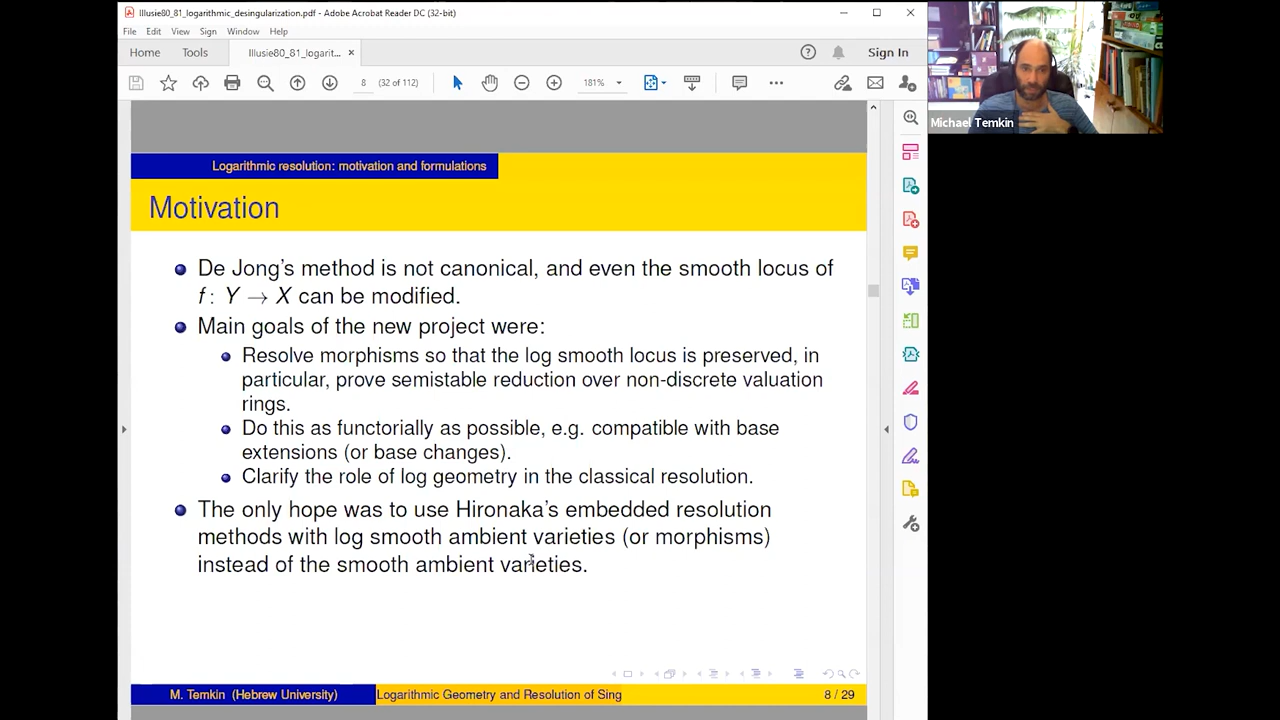 Illusie80_81_logarithmic_desingularization.pdf - Adobe Acrobat Reader DC (32-bit)
File Edit View Sign Window Help
Home Tools Illusie80_81_logarit... × Sign In
8 (32 of 112) 181%
Michael Temkin
Logarithmic resolution: motivation and formulations
Motivation
De Jong's method is not canonical, and even the smooth locus of
f: Y → X can be modified.
Main goals of the new project were:
Resolve morphisms so that the log smooth locus is preserved, in
particular, prove semistable reduction over non-discrete valuation
rings.
Do this as functorially as possible, e.g. compatible with base
extensions (or base changes).
Clarify the role of log geometry in the classical resolution.
The only hope was to use Hironaka's embedded resolution
methods with log smooth ambient varieties (or morphisms)
instead of the smooth ambient varieties.
M. Temkin (Hebrew University) Logarithmic Geometry and Resolution of Sing 8 / 29